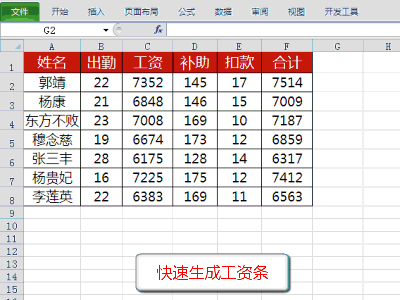 文件 开始 插入 页面布局 公式 数据 审阅 视图 开发工具
G2 fx
A B C D E F G H
1 姓名 出勤 工资 补助 扣款 合计
2 郭靖 22 7352 145 17 7514
3 杨康 21 6848 146 15 7009
4 东方不败 23 7008 169 10 7187
5 穆念慈 19 6674 173 12 6859
6 张三丰 28 6175 128 14 6317
7 杨贵妃 16 7225 175 12 7412
8 李莲英 22 6383 169 11 6563
9
10
11
12
13 快速生成工资条
14
15